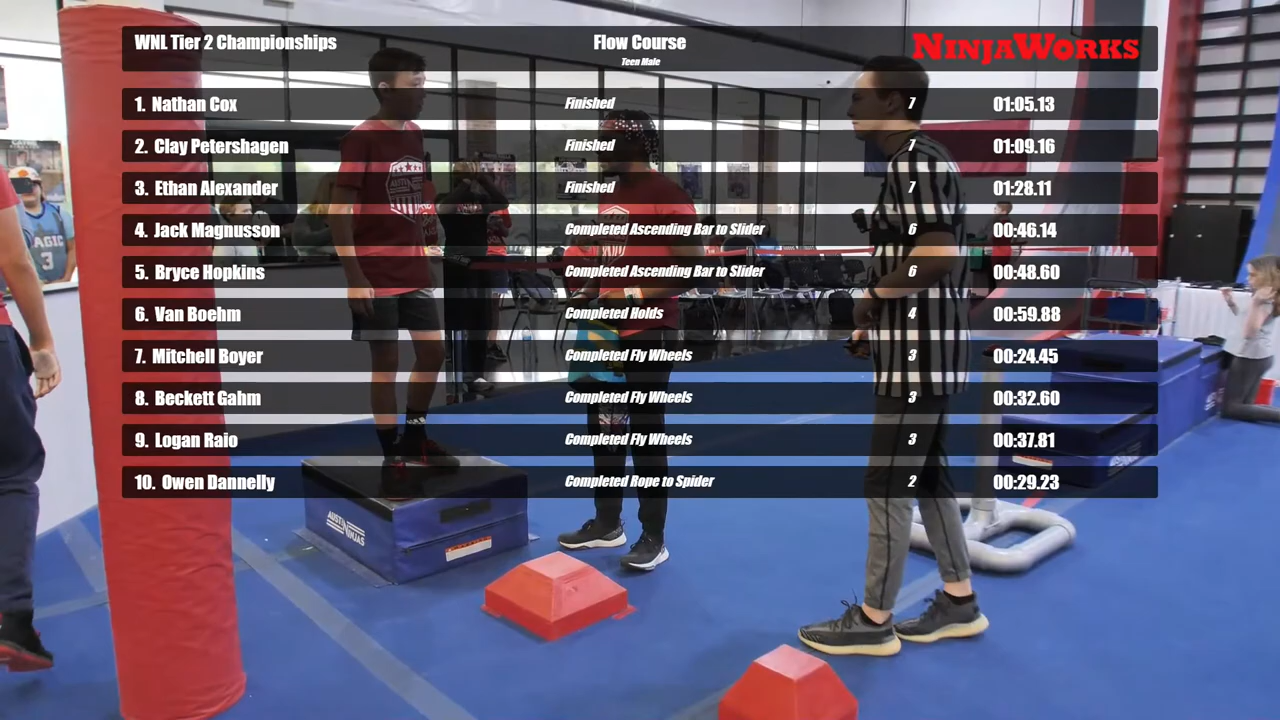 WNL Tier 2 Championships Flow Course NinjaWorks
Teen Male
1. Nathan Cox Finished 7 01:05.13
2. Clay Petershagen Finished 7 01:09.16
3. Ethan Alexander Finished 7 01:28.11
4. Jack Magnusson Completed Ascending Bar to Slider 6 00:46.14
5. Bryce Hopkins Completed Ascending Bar to Slider 6 00:48.60
6. Van Boehm Completed Holds 4 00:59.88
7. Mitchell Boyer Completed Fly Wheels 3 00:24.45
8. Beckett Gahm Completed Fly Wheels 3 00:32.60
9. Logan Raio Completed Fly Wheels 3 00:37.81
10. Owen Dannelly Completed Rope to Spider 2 00:29.23
AGIC
3
AUSTIN NINJAS